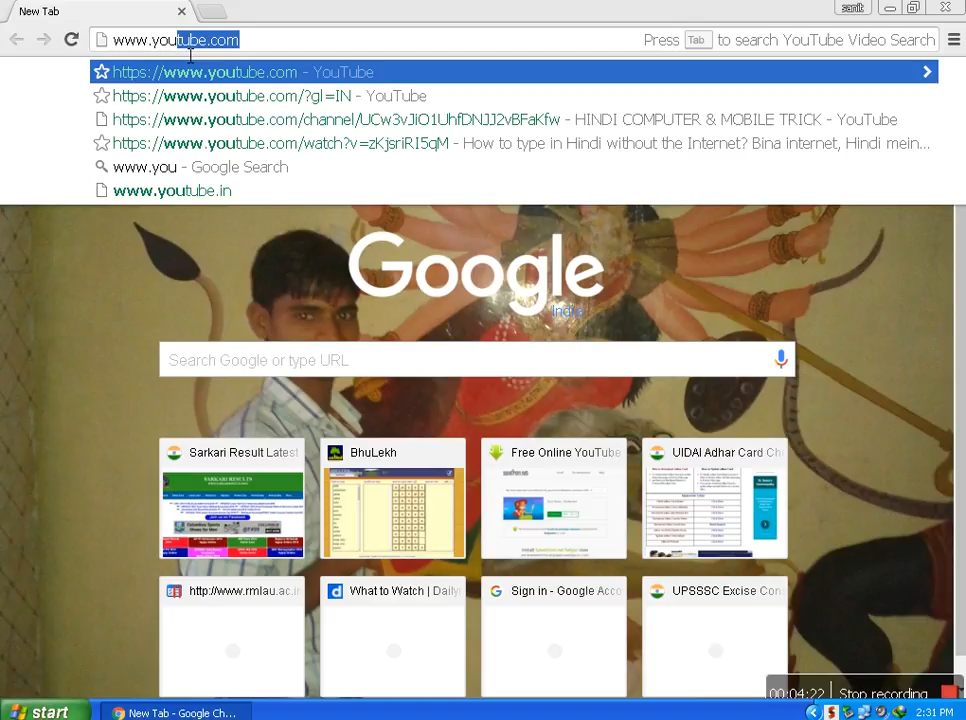 New Tab
sanit
www.youtube.com
Press Tab to search YouTube Video Search
https://www.youtube.com - YouTube
https://www.youtube.com/?gl=IN - YouTube
https://www.youtube.com/channel/UCw3vJiO1UhfDNJJ2vBFaKfw - HINDI COMPUTER & MOBILE TRICK - YouTube
https://www.youtube.com/watch?v=zKjsriRI5qM - How to type in Hindi without the Internet? Bina internet, Hindi mein...
www.you - Google Search
www.youtube.in
Google
India
Search Google or type URL
Sarkari Result Latest
BhuLekh
Free Online YouTube
UIDAI Adhar Card Ch
SARKARI RESULTS
http://www.rmlau.ac.in
What to Watch | Daily
Sign in - Google Acco
UPSSSC Excise Con
00:04:22 Stop recording
start
New Tab - Google Ch...
2:31 PM